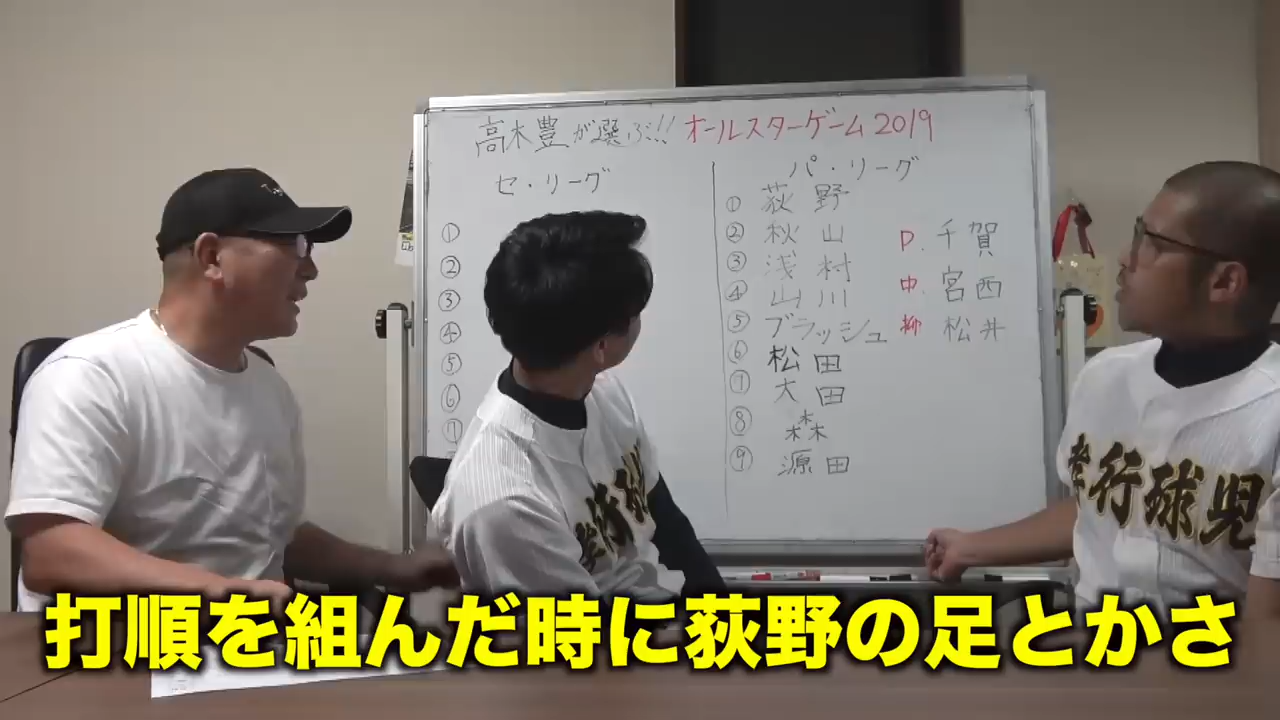 高木豊が選ぶ!! オールスターゲーム2019
セ・リーグ
①
②
③
④
⑤
⑥
⑦
パ・リーグ
① 荻野
② 秋山
③ 浅村
④ 山川
⑤ ブラッシュ
⑥ 松田
⑦ 大田
⑧ 森
⑨ 源田
P. 千賀
中. 宮西
抑 松井
行球
行球児
打順を組んだ時に荻野の足とかさ